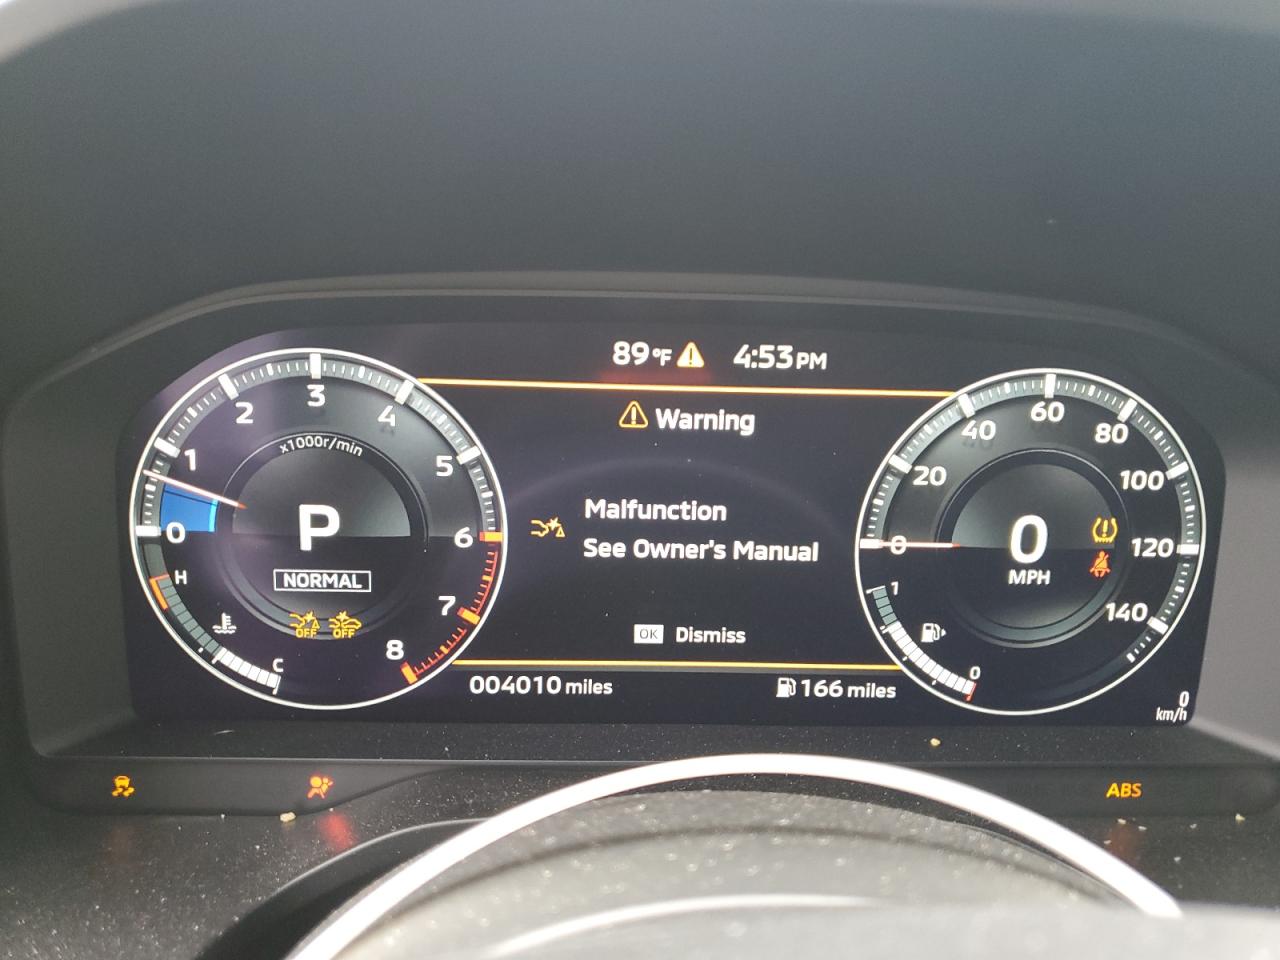 89°F 4:53PM
Warning
Malfunction
See Owner's Manual
OK Dismiss
004010 miles
166 miles
0
1
2
3
4
5
6
7
8
x1000r/min
P
NORMAL
H
C
OFF OFF
0
20
40
60
80
100
120
140
0
MPH
1
0
0
km/h
ABS